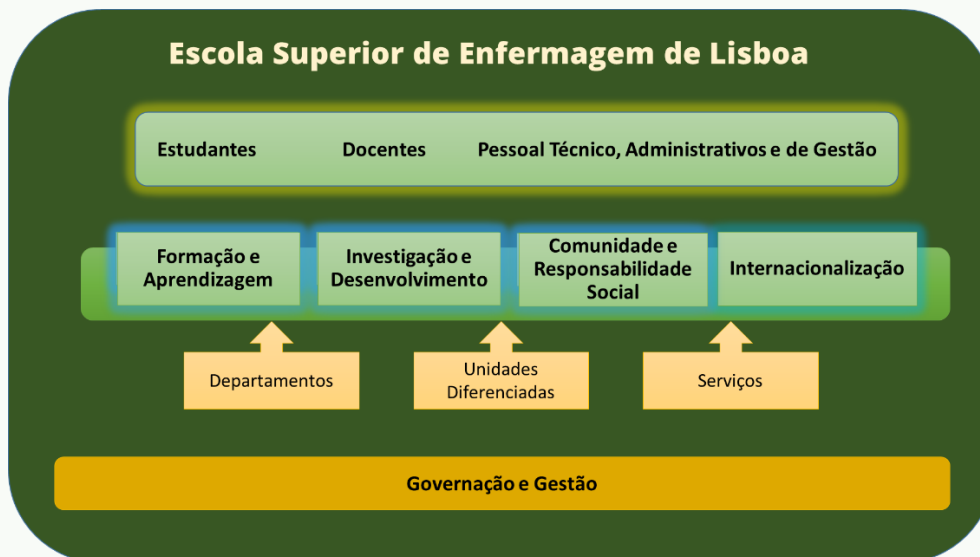 Escola Superior de Enfermagem de Lisboa
Estudantes
Docentes
Pessoal Técnico, Administrativos e de Gestão
Formação e
Aprendizagem
Investigação e
Desenvolvimento
Comunidade e
Responsabilidade
Social
Internacionalização
Departamentos
Unidades
Diferenciadas
Serviços
Governação e Gestão